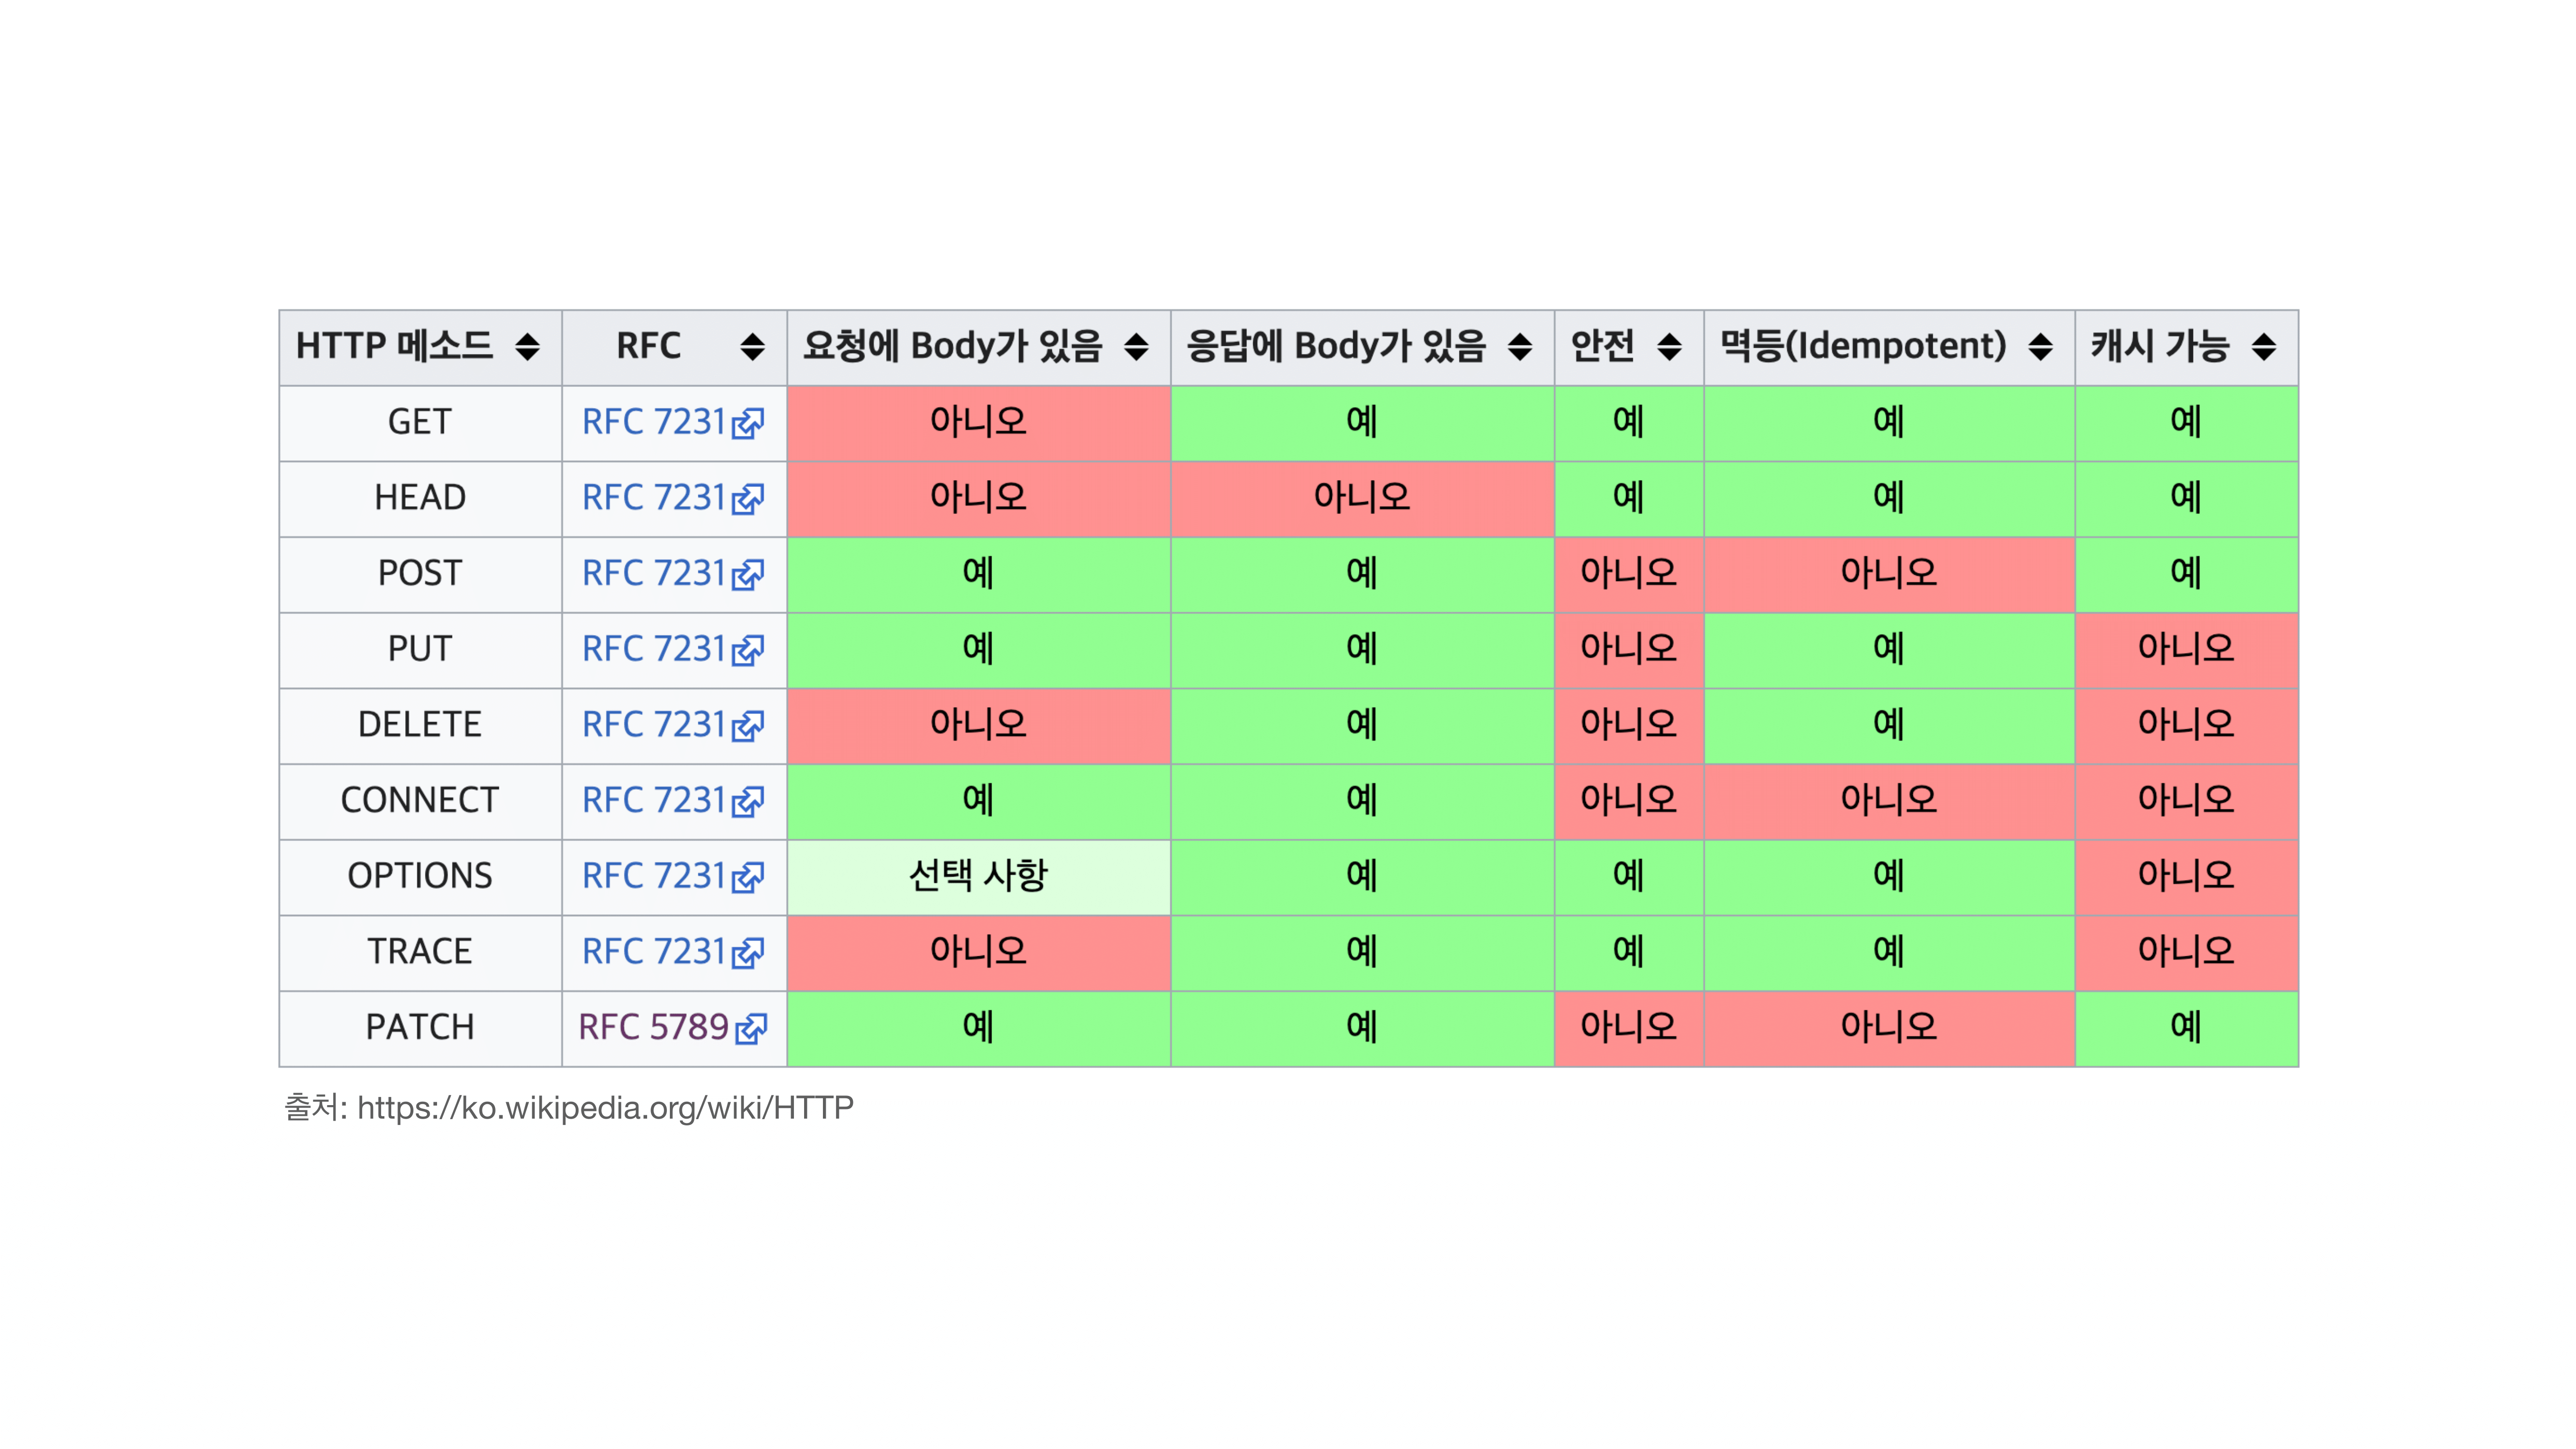 HTTP 메소드 RFC 요청에 Body가 있음 응답에 Body가 있음 안전 멱등(Idempotent) 캐시 가능
GET RFC 7231 아니오 예 예 예 예
HEAD RFC 7231 아니오 아니오 예 예 예
POST RFC 7231 예 예 아니오 아니오 예
PUT RFC 7231 예 예 아니오 예 아니오
DELETE RFC 7231 아니오 예 아니오 예 아니오
CONNECT RFC 7231 예 예 아니오 아니오 아니오
OPTIONS RFC 7231 선택 사항 예 예 예 아니오
TRACE RFC 7231 아니오 예 예 예 아니오
PATCH RFC 5789 예 예 아니오 아니오 예
출처: https://ko.wikipedia.org/wiki/HTTP